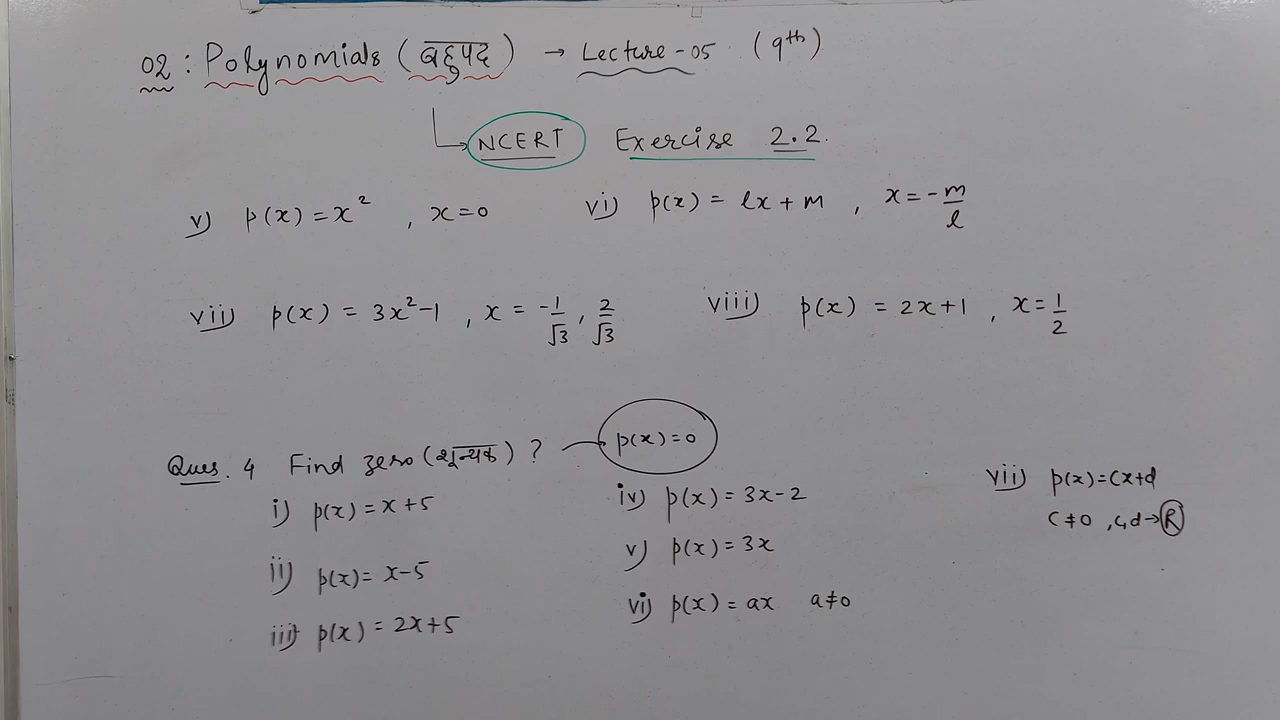 02 : Polynomials (बहुपद) → Lecture-05 (9th)
NCERT Exercise 2.2.
v) p(x) = x² , x=0 vi) p(x) = lx + m , x = -m/l
vii) p(x) = 3x²-1 , x = -1/√3 , 2/√3 viii) p(x) = 2x+1 , x = 1/2
Ques. 4 Find zero (शून्यक) ? p(x)=0
i) p(x) = x+5
ii) p(x) = x-5
iii) p(x) = 2x+5
iv) p(x) = 3x-2
v) p(x) = 3x
vi) p(x) = ax a≠0
vii) p(x) = cx+d
c≠0 , c,d→R